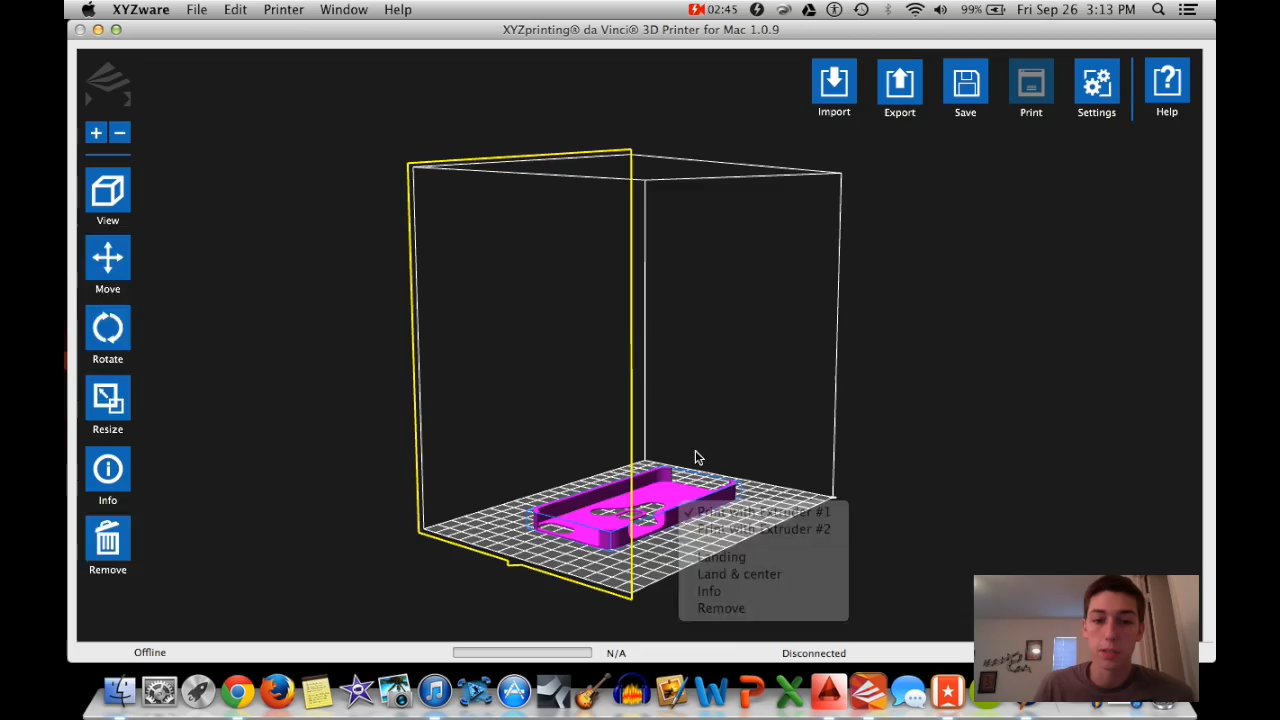 XYZware File Edit Printer Window Help 02:45 99% Fri Sep 26 3:13 PM
XYZprinting® da Vinci® 3D Printer for Mac 1.0.9
Import Export Save Print Settings Help
View
Move
Rotate
Resize
Info
Remove
✓ Print with extruder #1
Print with extruder #2
Landing
Land & center
Info
Remove
Offline N/A Disconnected